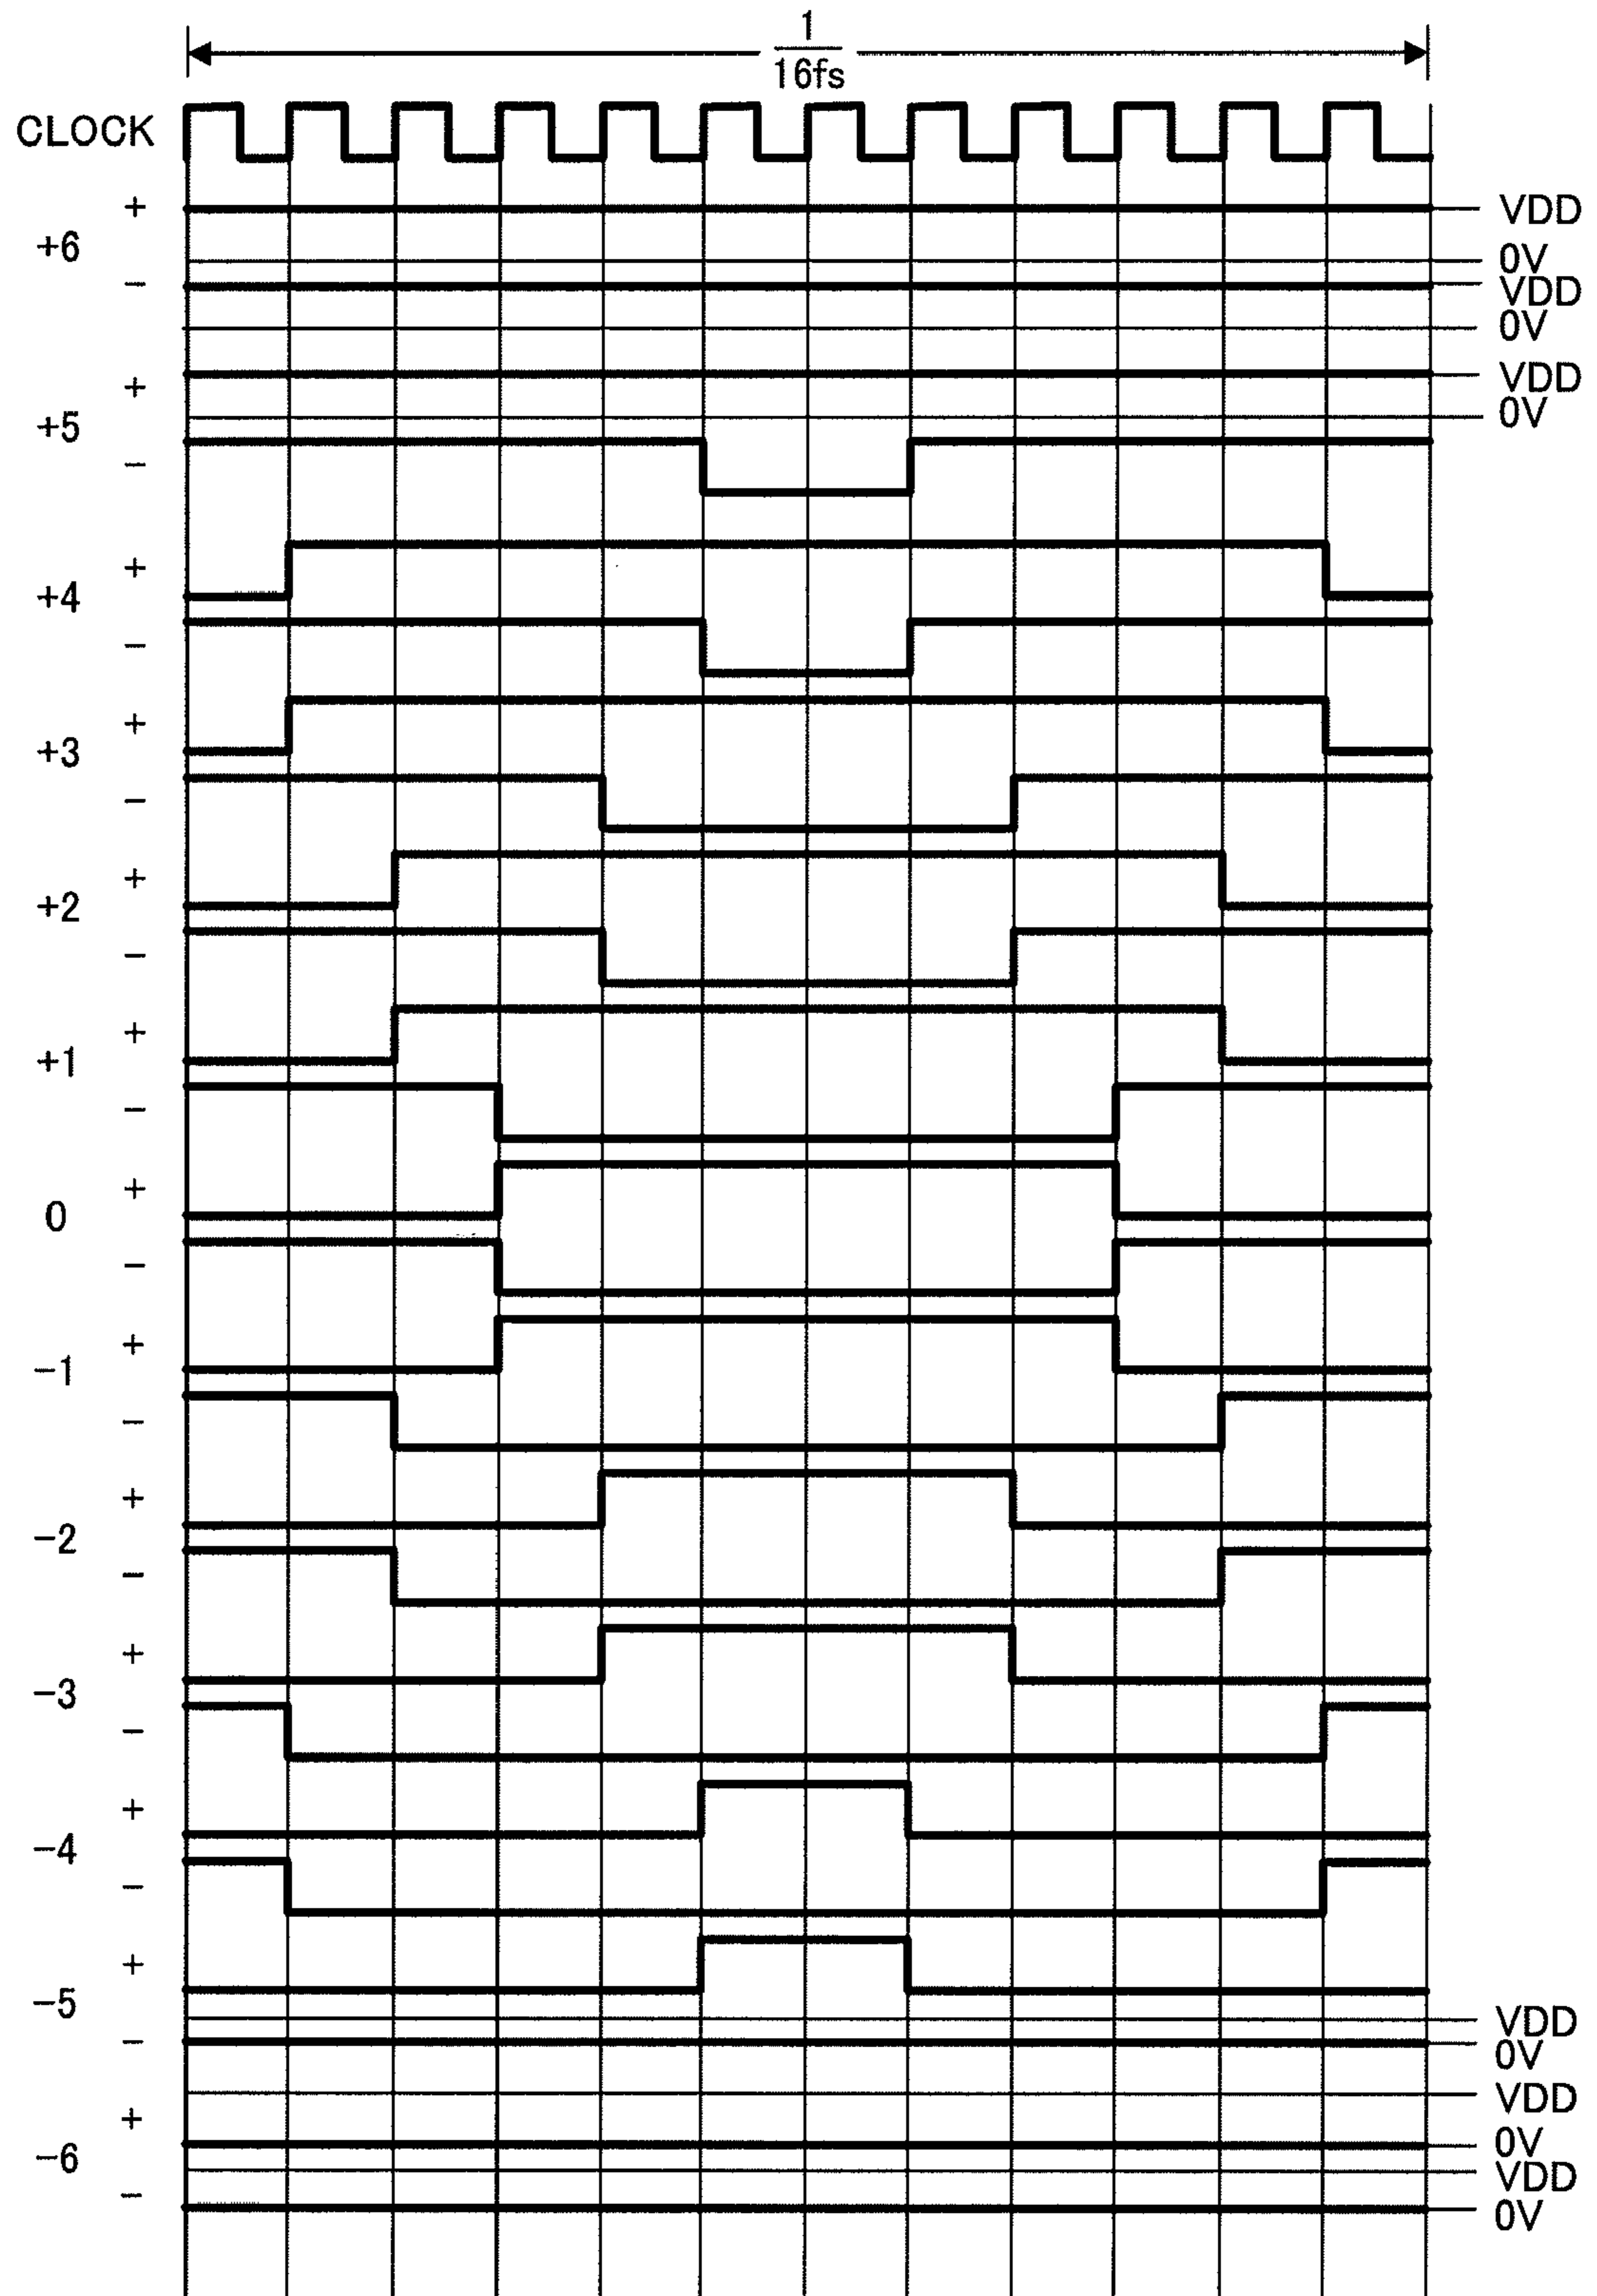 1
16fs
CLOCK
+ VDD
+6
0V
− VDD
0V
+ VDD
0V
+5
−
+
+4
−
+
+3
−
+
+2
−
+
+1
−
+
0
−
+
−1
−
+
−2
−
+
−3
−
+
−4
−
+
−5
VDD
− 0V
VDD
+
0V
−6
VDD
− 0V